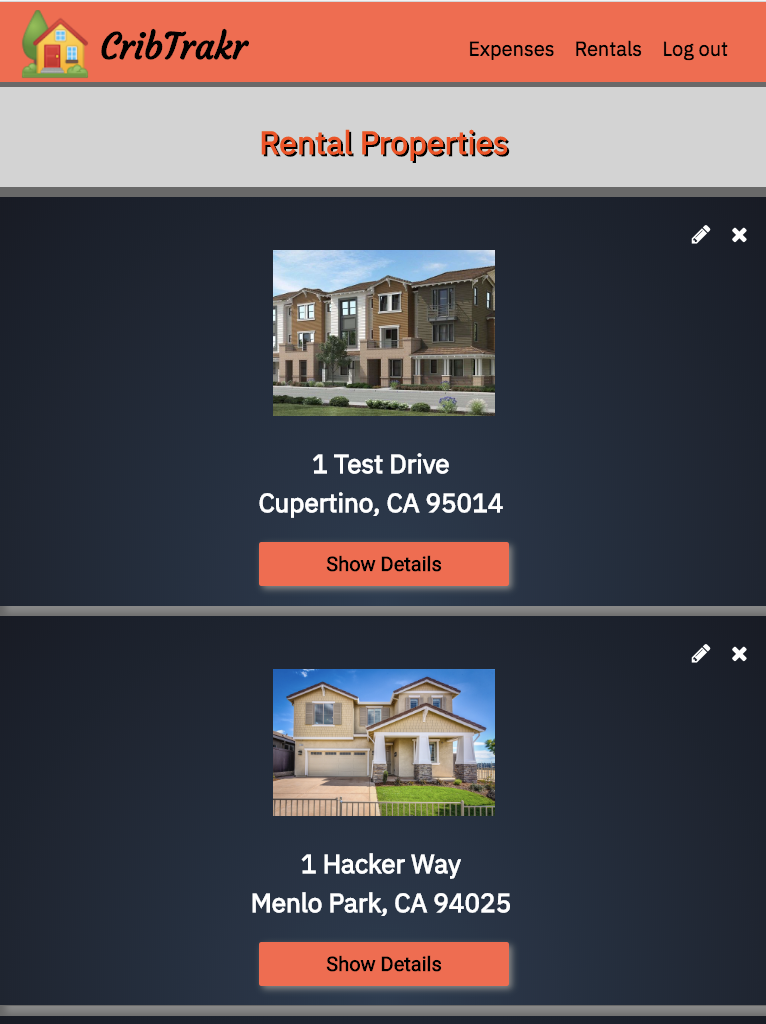 CribTrakr
Expenses Rentals Log out
Rental Properties
1 Test Drive
Cupertino, CA 95014
Show Details
1 Hacker Way
Menlo Park, CA 94025
Show Details